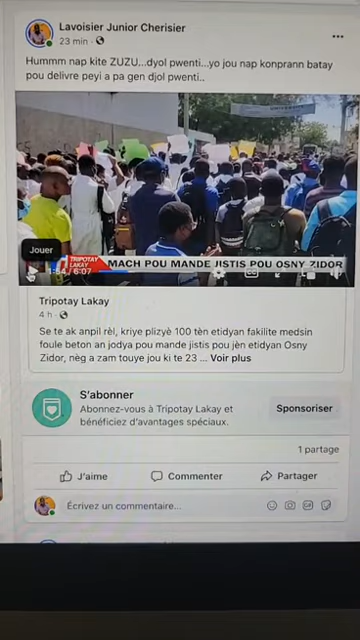 Lavoisier Junior Cherisier
23 min ·
Hummm nap kite ZUZU...dyol pwenti...yo jou nap konprann batay
pou delivre peyi a pa gen djol pwenti..
Jouer
1:54 / 6:07
TRIPOTAY LAKAY
MACH POU MANDE JISTIS POU OSNY ZIDOR
Tripotay Lakay
4 h ·
Se te ak anpil rèl, kriye plizyè 100 tèn etidyan fakilite medsin
foule beton an jodya pou mande jistis pou jèn etidyan Osny
Zidor, nèg a zam touye jou ki te 23 ... Voir plus
S'abonner
Abonnez-vous à Tripotay Lakay et
bénéficiez d'avantages spéciaux.
Sponsoriser
1 partage
J'aime
Commenter
Partager
Écrivez un commentaire...